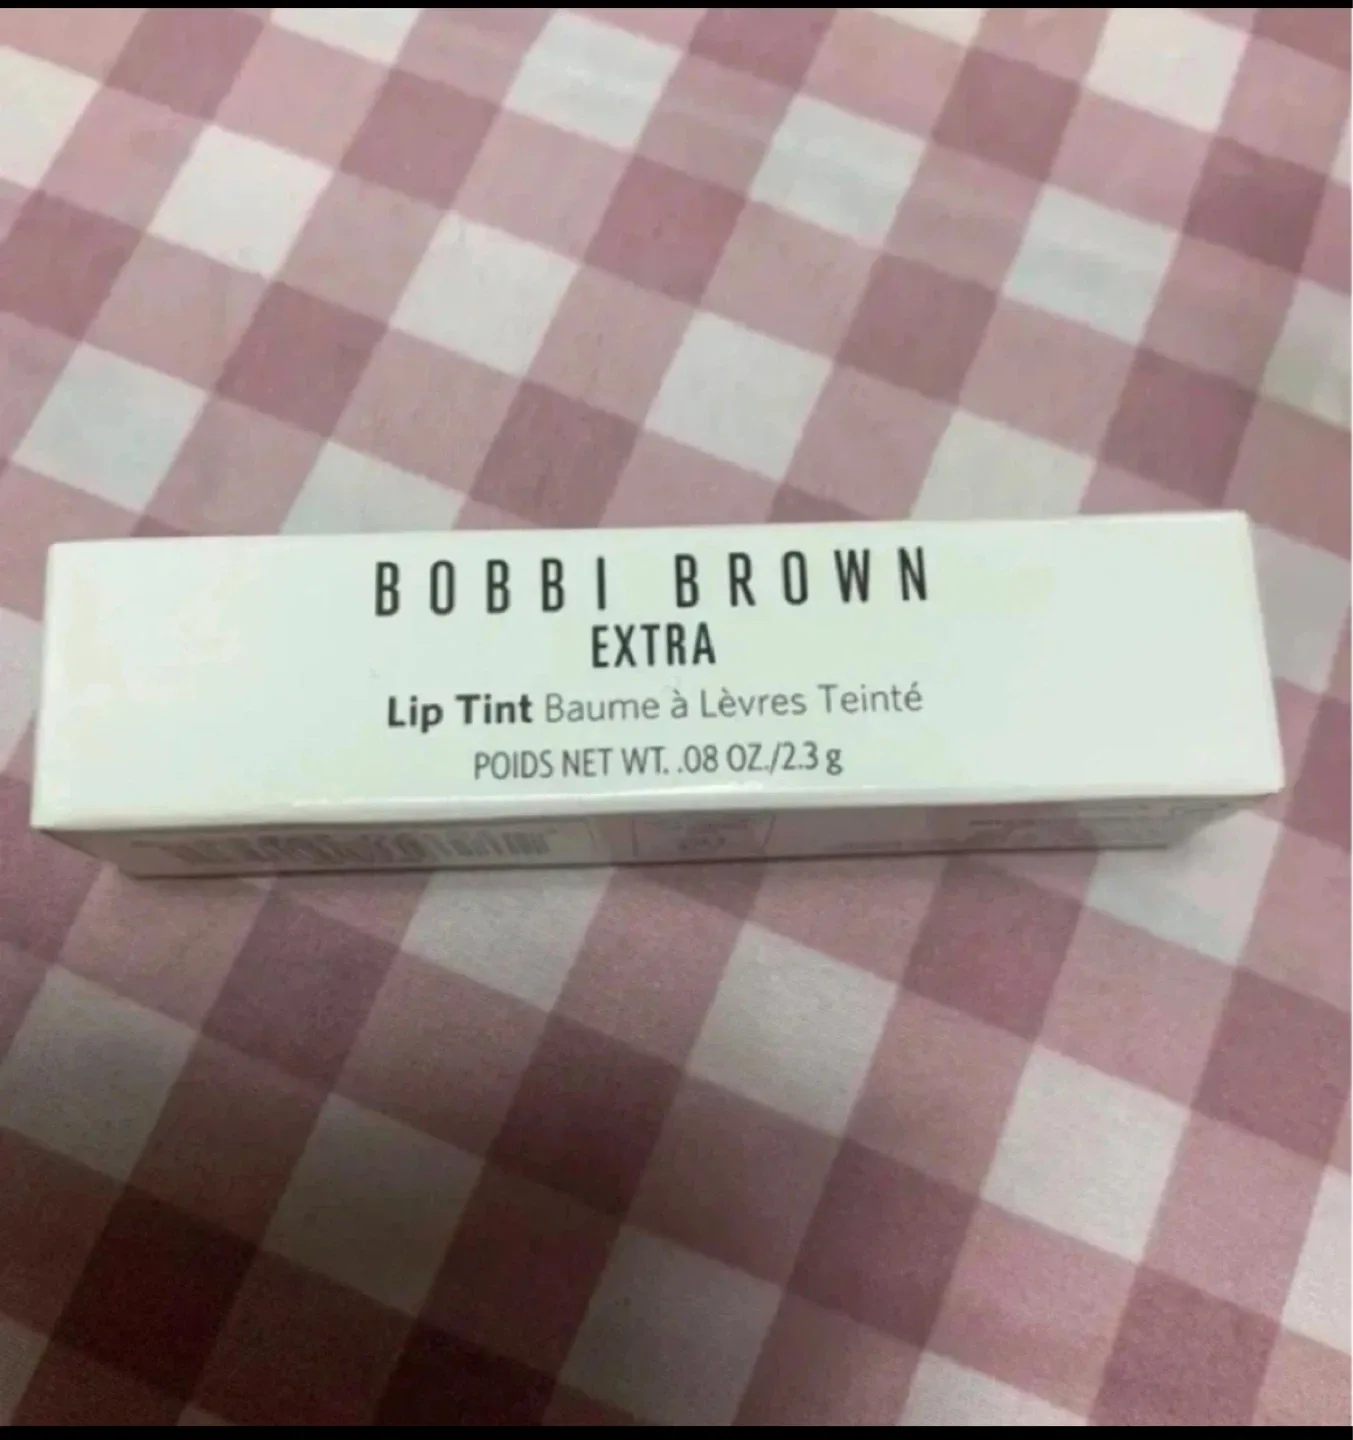 BOBBI BROWN
EXTRA
Lip Tint Baume à Lèvres Teinté
POIDS NET WT. .08 OZ./2.3 g